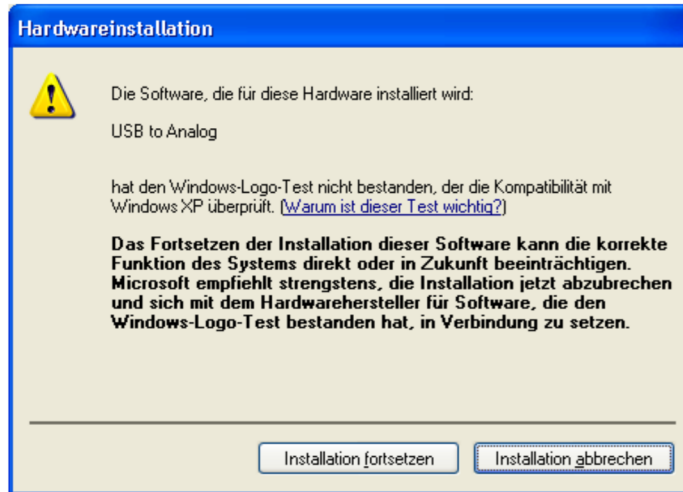 Hardwareinstallation
Die Software, die für diese Hardware installiert wird:
USB to Analog
hat den Windows-Logo-Test nicht bestanden, der die Kompatibilität mit
Windows XP überprüft. (Warum ist dieser Test wichtig?)
Das Fortsetzen der Installation dieser Software kann die korrekte
Funktion des Systems direkt oder in Zukunft beeinträchtigen.
Microsoft empfiehlt strengstens, die Installation jetzt abzubrechen
und sich mit dem Hardwarehersteller für Software, die den
Windows-Logo-Test bestanden hat, in Verbindung zu setzen.
Installation fortsetzen Installation abbrechen